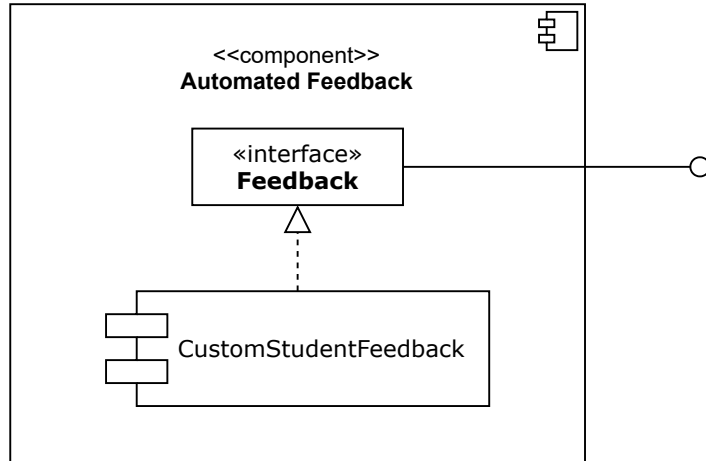 <<component>>
Automated Feedback
«interface»
Feedback
CustomStudentFeedback